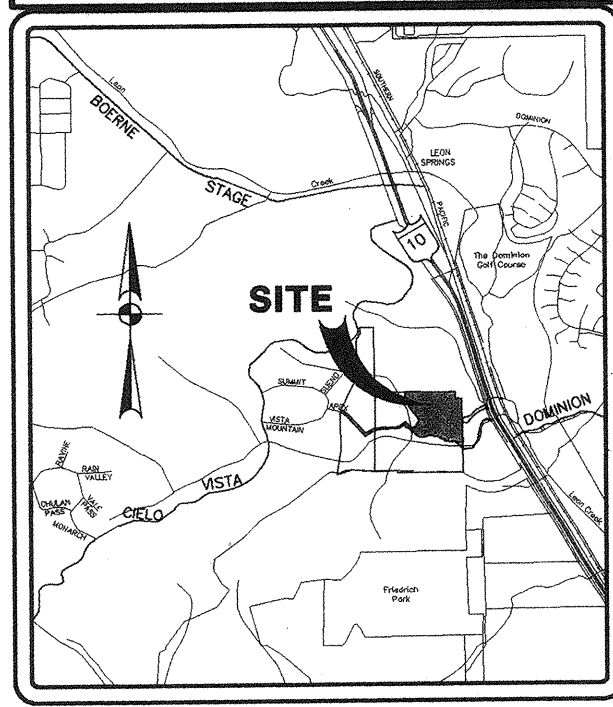 Leon
BOERNE
STAGE
Creek
SOUTHERN
PACIFIC
LEON
SPRINGS
DOMINION
10
The Dominion
Golf Course
SITE
SUMMIT
BUENO
APEX
VISTA
MOUNTAIN
DOMINION
RAYNE
RAIN
VALLEY
VALE
PASS
CHULAN
PASS
MONARCH
CIELO
VISTA
Leon Creek
Friedrich
Park